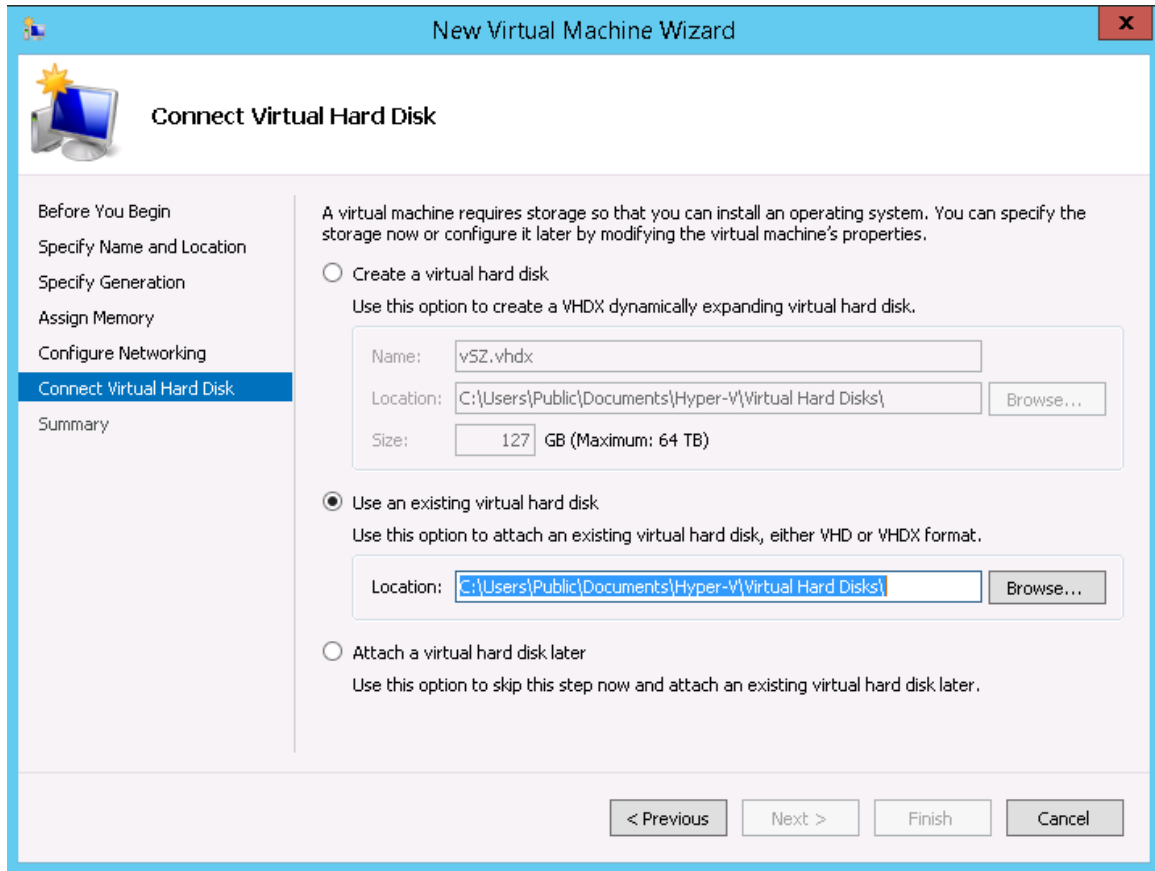 New Virtual Machine Wizard
x
Connect Virtual Hard Disk
Before You Begin
Specify Name and Location
Specify Generation
Assign Memory
Configure Networking
Connect Virtual Hard Disk
Summary
A virtual machine requires storage so that you can install an operating system. You can specify the
storage now or configure it later by modifying the virtual machine's properties.
Create a virtual hard disk
Use this option to create a VHDX dynamically expanding virtual hard disk.
Name: vSZ.vhdx
Location: C:\Users\Public\Documents\Hyper-V\Virtual Hard Disks\ Browse...
Size: 127 GB (Maximum: 64 TB)
Use an existing virtual hard disk
Use this option to attach an existing virtual hard disk, either VHD or VHDX format.
Location: C:\Users\Public\Documents\Hyper-V\Virtual Hard Disks\ Browse...
Attach a virtual hard disk later
Use this option to skip this step now and attach an existing virtual hard disk later.
< Previous Next > Finish Cancel